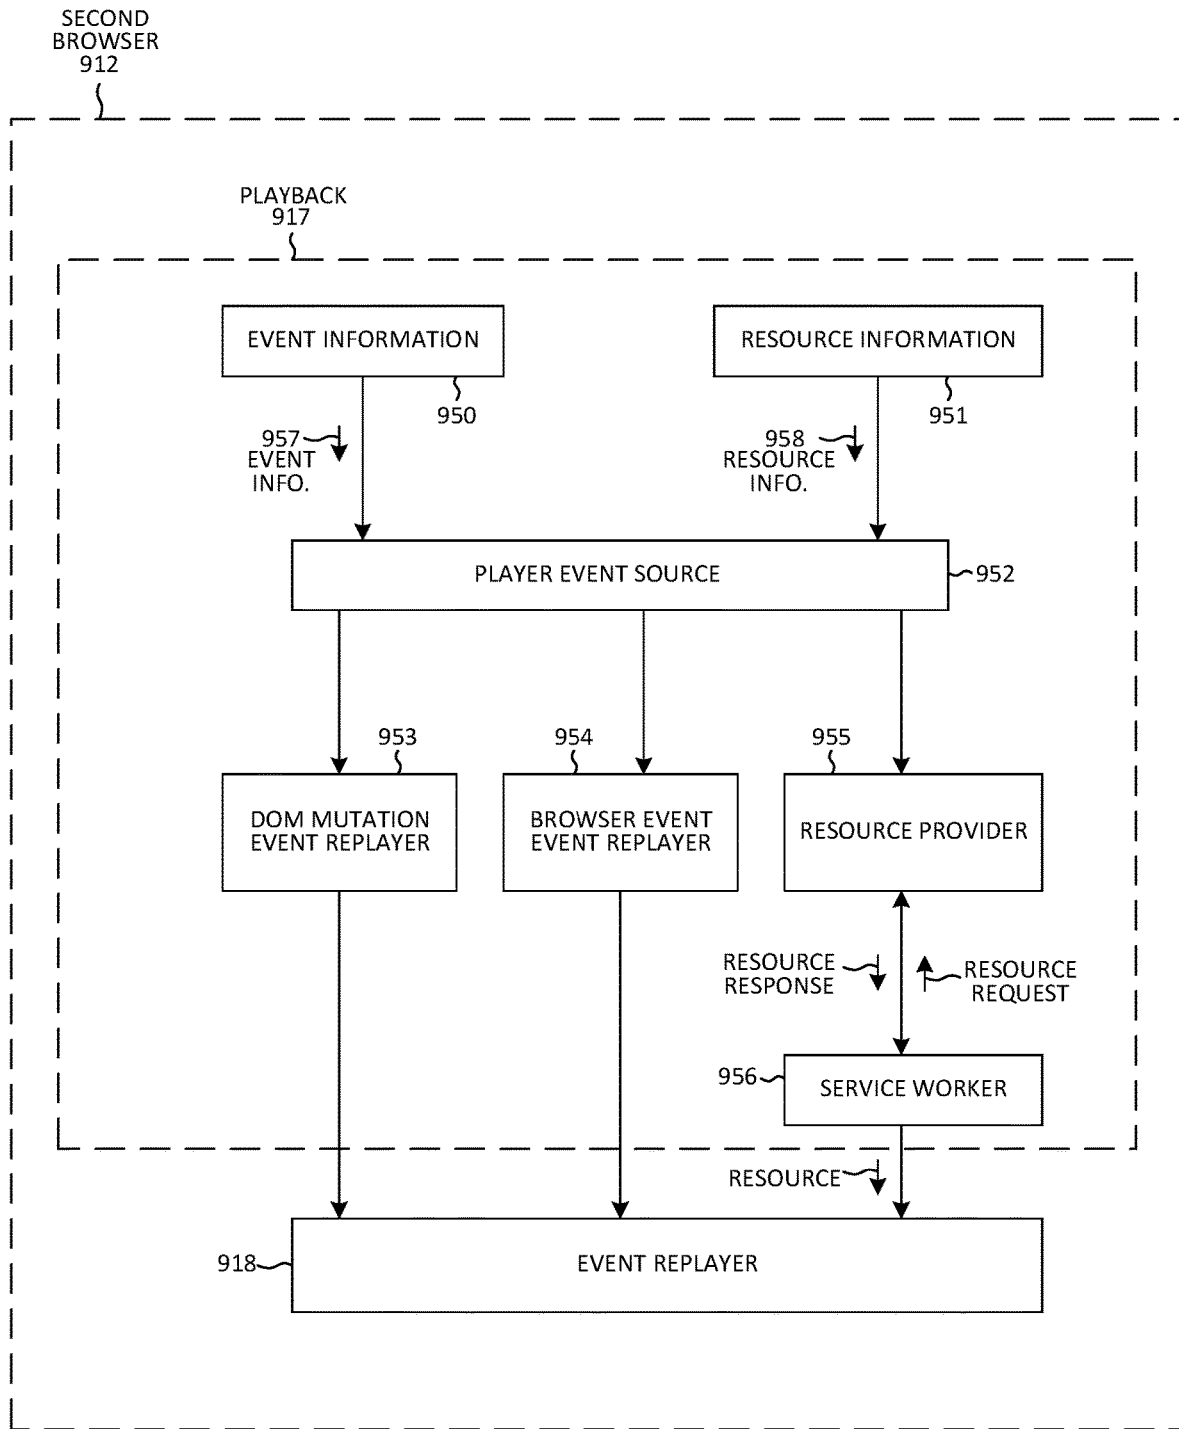 SECOND
BROWSER
912
PLAYBACK
917
EVENT INFORMATION
RESOURCE INFORMATION
950
951
957
EVENT
INFO.
958
RESOURCE
INFO.
PLAYER EVENT SOURCE
952
953
954
955
DOM MUTATION
EVENT REPLAYER
BROWSER EVENT
EVENT REPLAYER
RESOURCE PROVIDER
RESOURCE
RESPONSE
RESOURCE
REQUEST
956
SERVICE WORKER
RESOURCE
918
EVENT REPLAYER